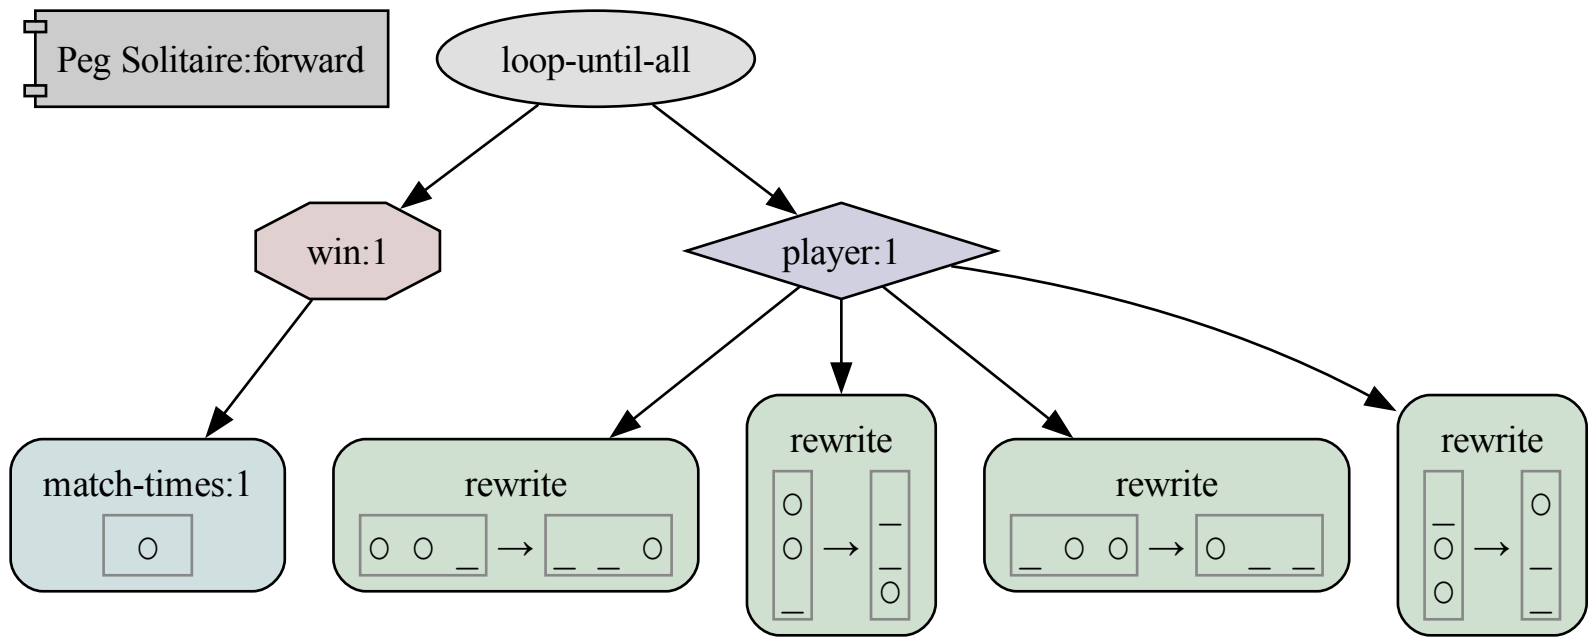 Peg Solitaire:forward
loop-until-all
win:1
player:1
match-times:1
o
rewrite
o o _ → _ _ o
rewrite
o _
o → _
_ o
rewrite
_ o o → o _ _
rewrite
_ o
o → _
o _